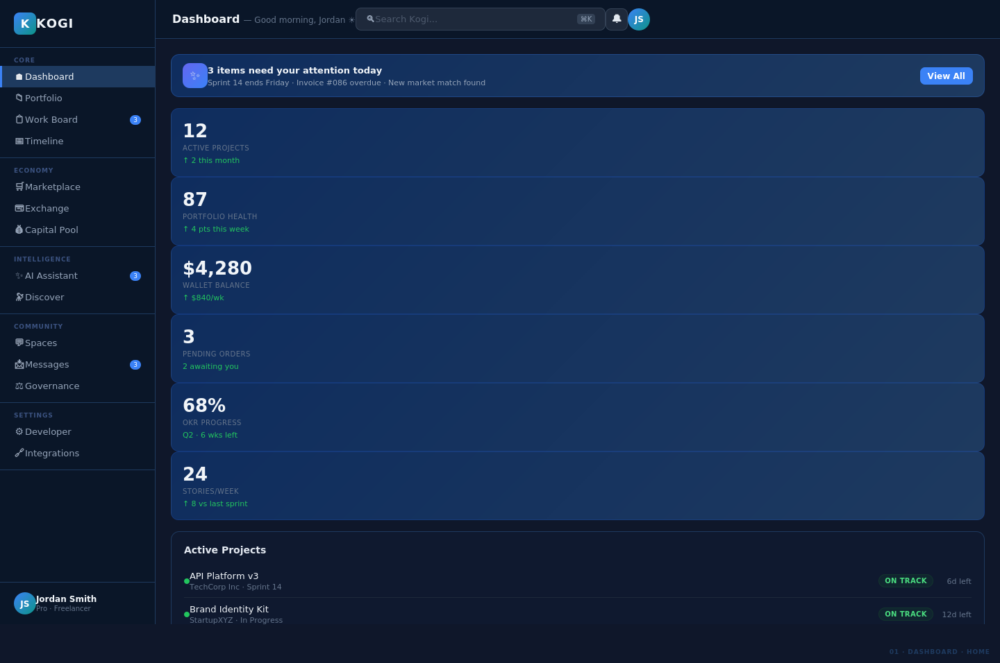 K KOGI
CORE
Dashboard
Portfolio
Work Board 3
Timeline
ECONOMY
Marketplace
Exchange
Capital Pool
INTELLIGENCE
AI Assistant 3
Discover
COMMUNITY
Spaces
Messages 3
Governance
SETTINGS
Developer
Integrations
JS Jordan Smith
Pro · Freelancer
Dashboard — Good morning, Jordan ☀ Search Kogi... ⌘K JS
3 items need your attention today
Sprint 14 ends Friday · Invoice #086 overdue · New market match found
View All
12
ACTIVE PROJECTS
↑ 2 this month
87
PORTFOLIO HEALTH
↑ 4 pts this week
$4,280
WALLET BALANCE
↑ $840/wk
3
PENDING ORDERS
2 awaiting you
68%
OKR PROGRESS
Q2 · 6 wks left
24
STORIES/WEEK
↑ 8 vs last sprint
Active Projects
API Platform v3
TechCorp Inc · Sprint 14
ON TRACK 6d left
Brand Identity Kit
StartupXYZ · In Progress
ON TRACK 12d left
01 · DASHBOARD · HOME